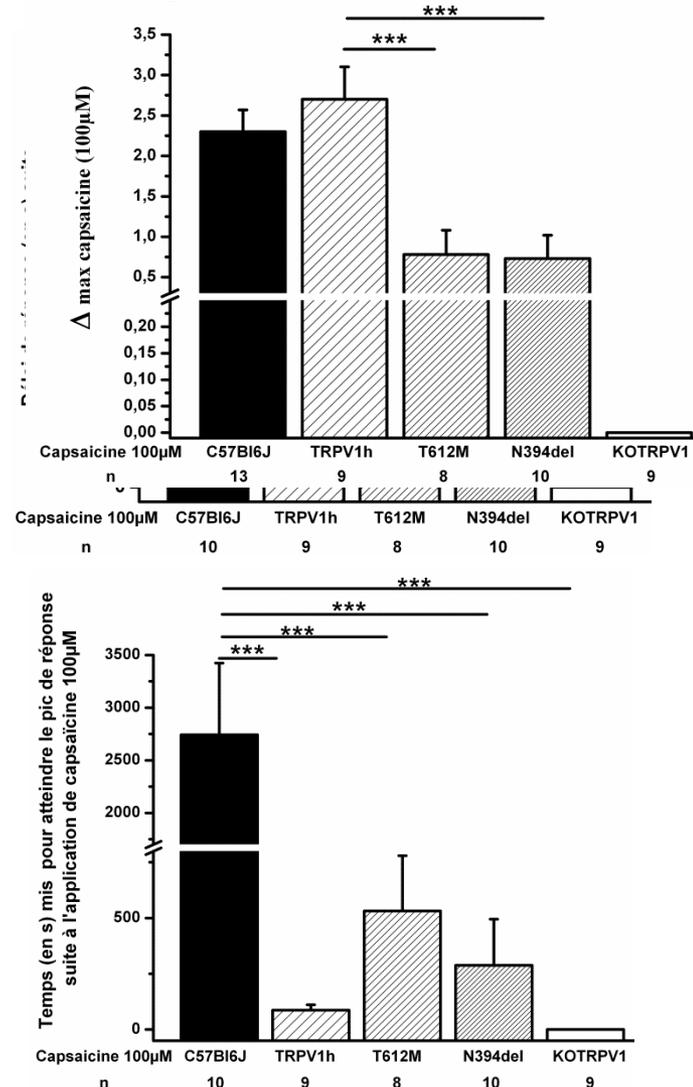 ***
***
3,5
3,0
2,5
2,0
1,5
1,0
0,5
0,20
0,15
0,10
0,05
0,00
Δ max capsaicine (100µM)
Capsaicine 100µM C57Bl6J TRPV1h T612M N394del KOTRPV1
n 13 9 8 10 9
Capsaicine 100µM C57Bl6J TRPV1h T612M N394del KOTRPV1
n 10 9 8 10 9
***
***
***
***
Temps (en s) mis pour atteindre le pic de réponse
suite à l'application de capsaïcine 100µM
3500
3000
2500
2000
500
0
Capsaicine 100µM C57Bl6J TRPV1h T612M N394del KOTRPV1
n 10 9 8 10 9